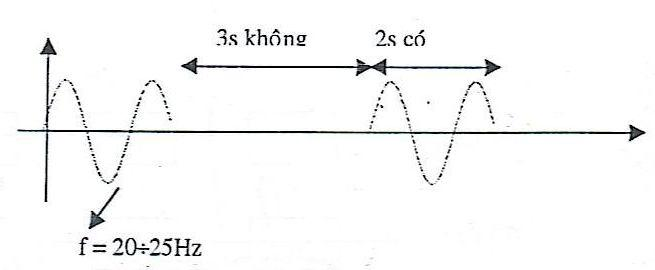 3s không
2s có
f = 20÷25Hz